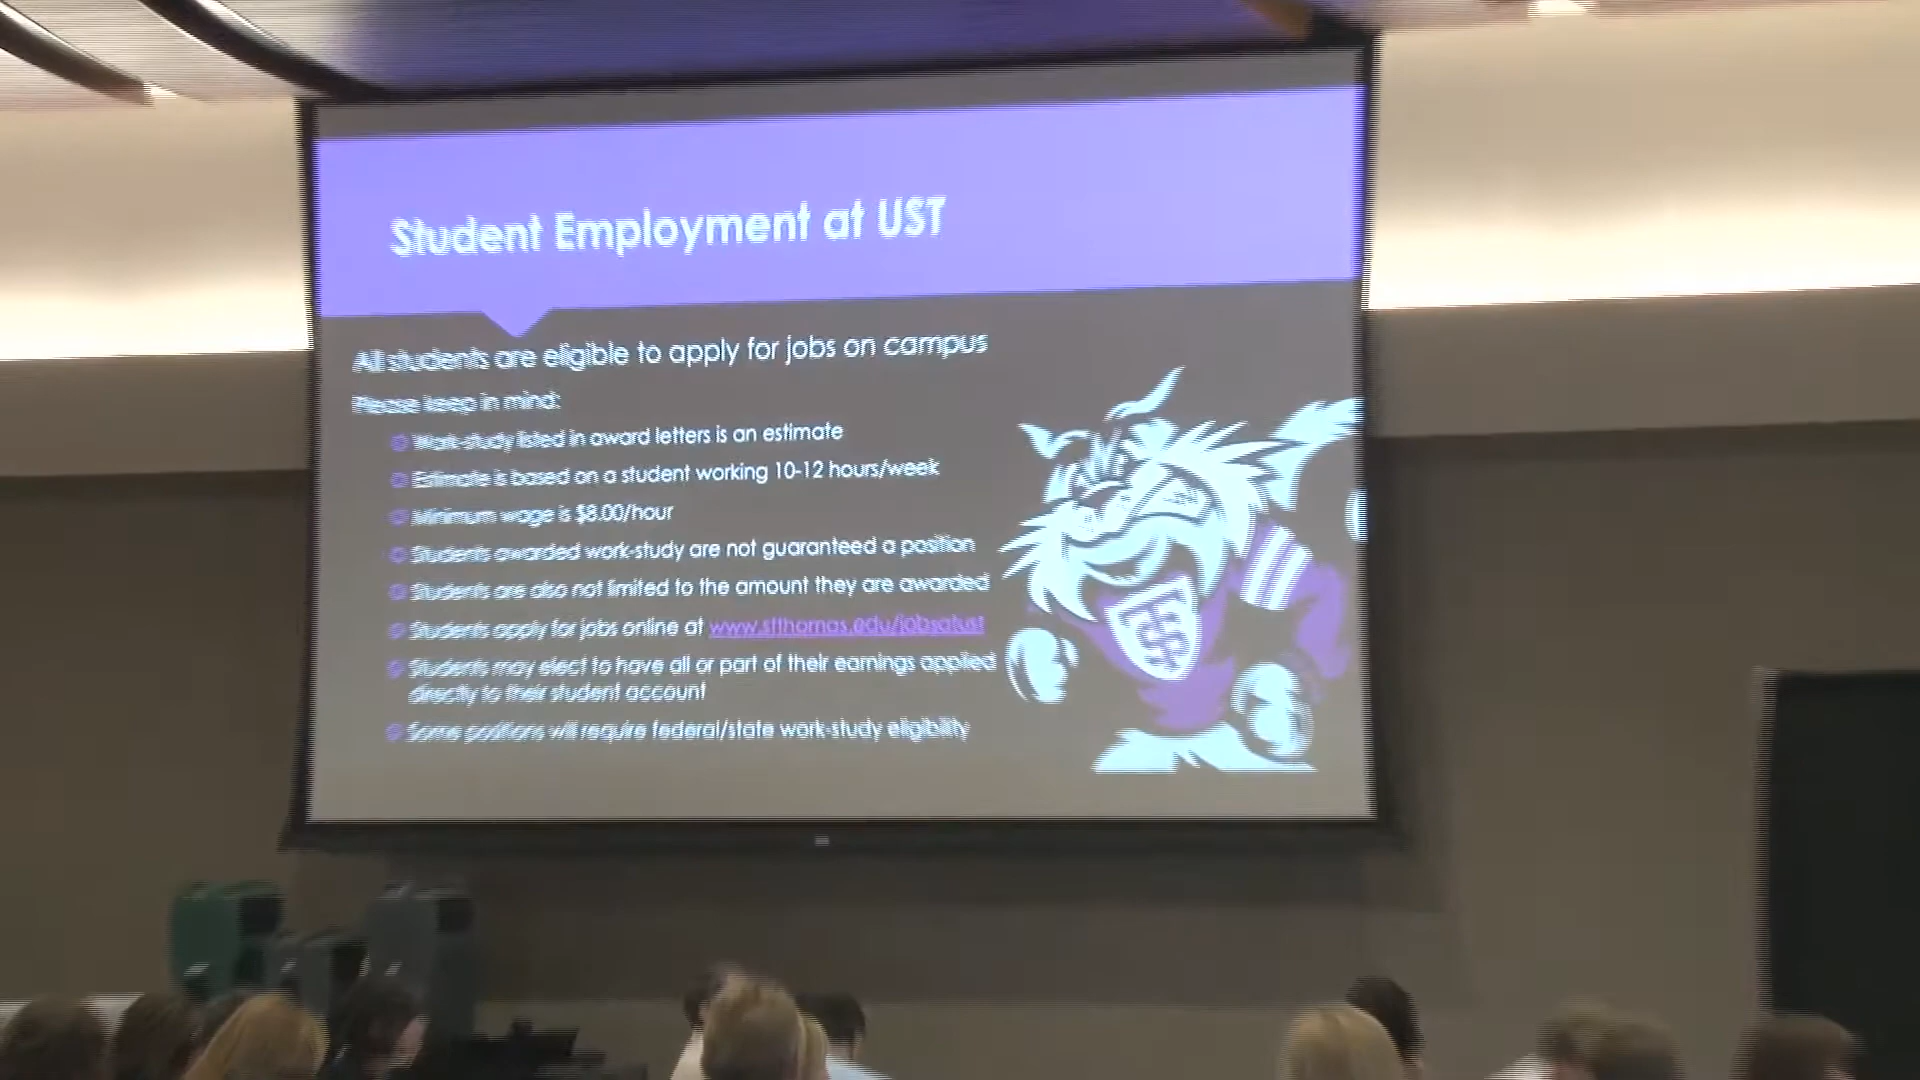 Student Employment at UST
All students are eligible to apply for jobs on campus
Please keep in mind:
Work-study listed in award letters is an estimate
Estimate is based on a student working 10-12 hours/week
Minimum wage is $8.00/hour
Students awarded work-study are not guaranteed a position
Students are also not limited to the amount they are awarded
Students apply for jobs online at www.stthomas.edu/jobsatust
Students may elect to have all or part of their earnings applied
directly to their student account
Some positions will require federal/state work-study eligibility